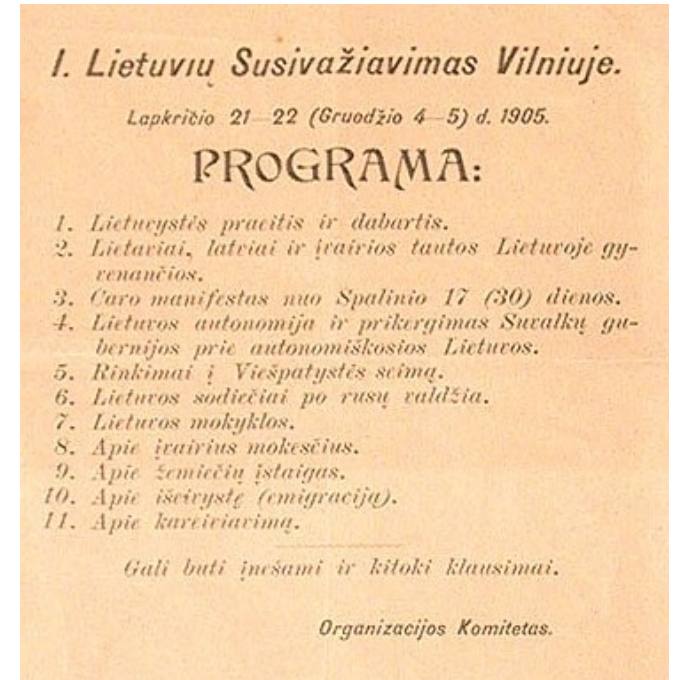 I. Lietuvių Susivažiavimas Vilniuje.
Lapkričio 21—22 (Gruodžio 4—5) d. 1905.
PROGRAMA:
1. Lietuvystės praeitis ir dabartis.
2. Lietuviai, latviai ir įvairios tautos Lietuvoje gy-
venančios.
3. Caro manifestas nuo Spalinio 17 (30) dienos.
4. Lietuvos autonomija ir prikergimas Suvalkų gu-
bernijos prie autonomiškosios Lietuvos.
5. Rinkimai į Viešpatystės seimą.
6. Lietuvos sodiečiai po rusų valdžia.
7. Lietuvos mokyklos.
8. Apie įvairius mokesčius.
9. Apie žemiečių įstaigas.
10. Apie išeivystę (emigraciją).
11. Apie kareiviavimą.
Gali buti įnešami ir kitoki klausimai.
Organizacijos Komitetas.